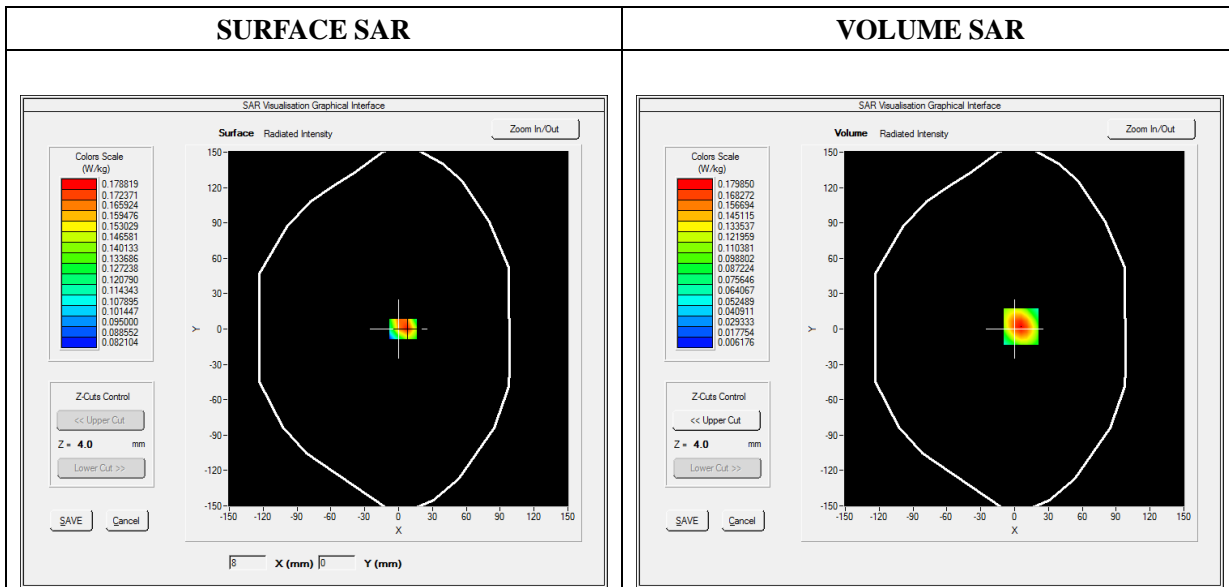 SURFACE SAR
VOLUME SAR
SAR Visualisation Graphical Interface
Surface Radiated Intensity
Zoom In/Out
Colors Scale
(W/kg)
0.178819
0.172371
0.165924
0.159476
0.153029
0.146581
0.140133
0.133686
0.127238
0.120790
0.114343
0.107895
0.101447
0.095000
0.088552
0.082104
Z-Cuts Control
<< Upper Cut
Z = 4.0 mm
Lower Cut >>
SAVE Cancel
150
120
90
60
30
0
-30
-60
-90
-120
-150
Y
-150 -120 -90 -60 -30 0 30 60 90 120 150
X
8 X (mm) 0 Y (mm)
SAR Visualisation Graphical Interface
Volume Radiated Intensity
Zoom In/Out
Colors Scale
(W/kg)
0.179850
0.168272
0.156694
0.145115
0.133537
0.121959
0.110381
0.098802
0.087224
0.075646
0.064067
0.052489
0.040911
0.029333
0.017754
0.006176
Z-Cuts Control
<< Upper Cut
Z = 4.0 mm
Lower Cut >>
SAVE Cancel
150
120
90
60
30
0
-30
-60
-90
-120
-150
Y
-150 -120 -90 -60 -30 0 30 60 90 120 150
X